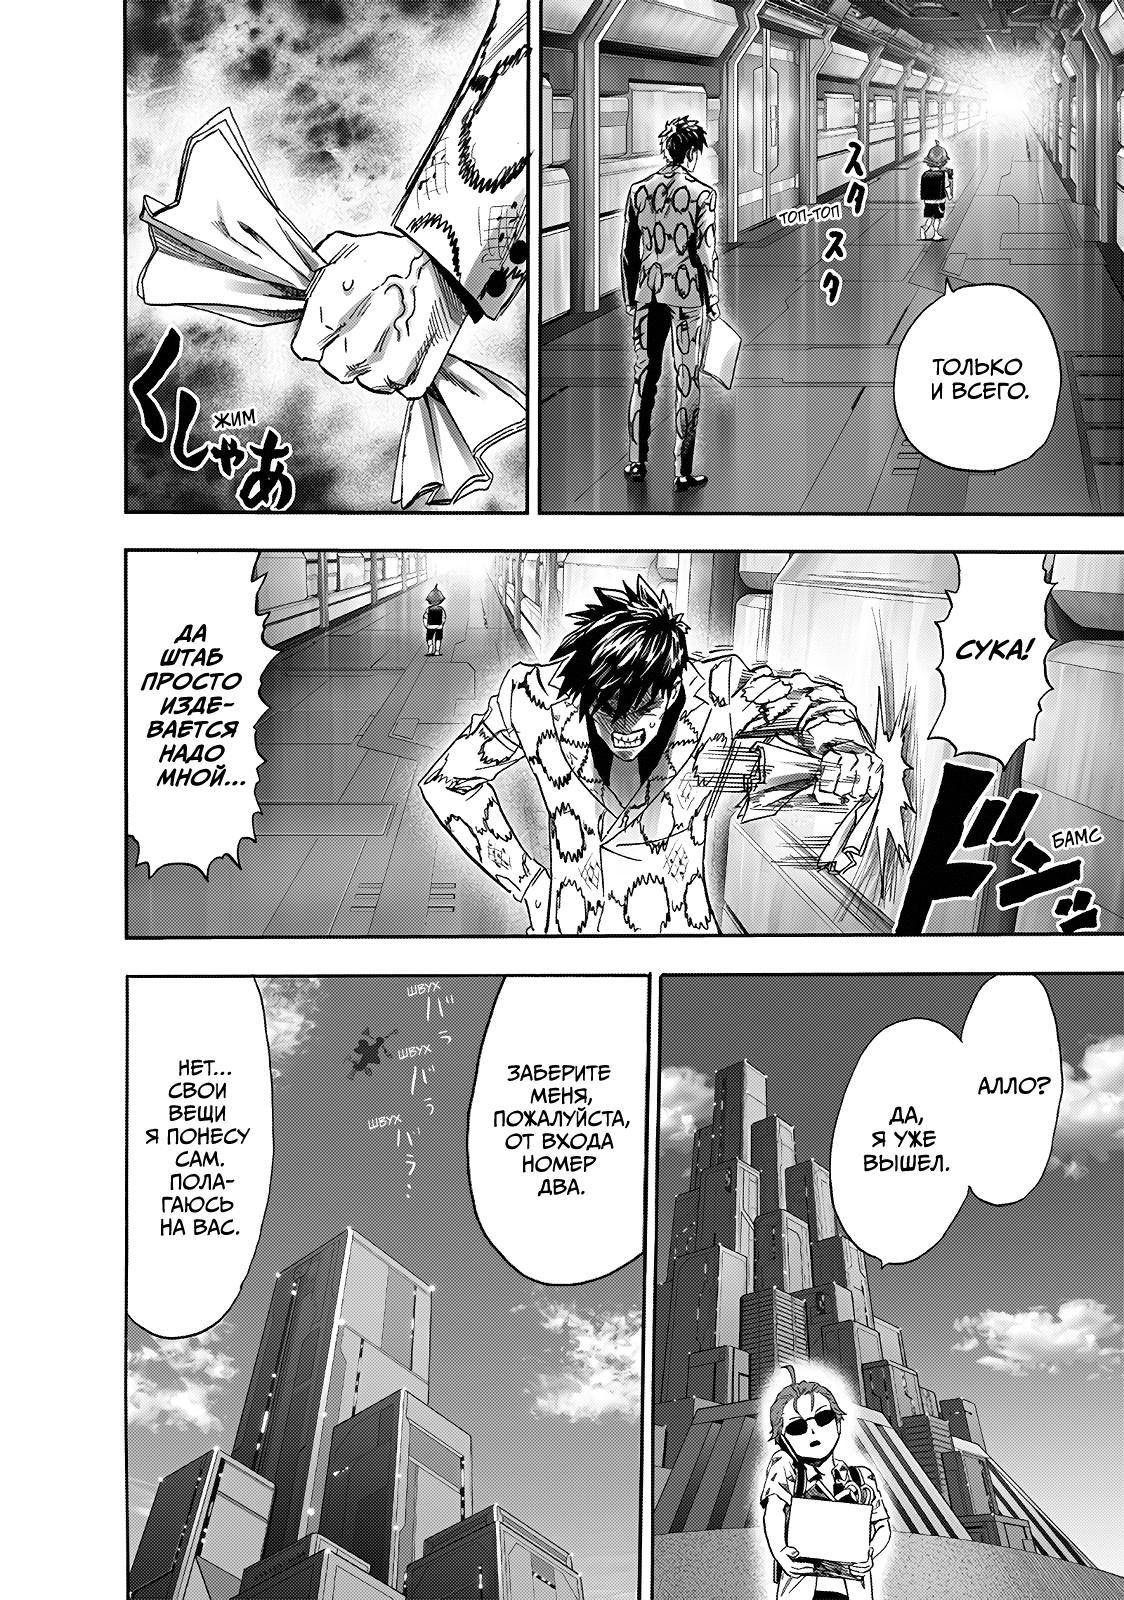 スタ
スタ
ТОП-ТОП
ТОЛЬКО
И ВСЕГО.
くしゃあ
ЖИМ
СУКА!
ドンッ
БАМС
ДА
ШТАБ
ПРОСТО
ИЗДЕ-
ВАЕТСЯ
НАДО
МНОЙ...
АЛЛО?
ДА,
Я УЖЕ
ВЫШЕЛ.
ЗАБЕРИТЕ
МЕНЯ,
ПОЖАЛУЙСТА,
ОТ ВХОДА
НОМЕР
ДВА.
ШВУХ
バラ
ШВУХ
バラ
ШВУХ
バラ...
НЕТ...
СВОИ
ВЕЩИ
Я ПОНЕСУ
САМ.
ПОЛА-
ГАЮСЬ
НА ВАС.